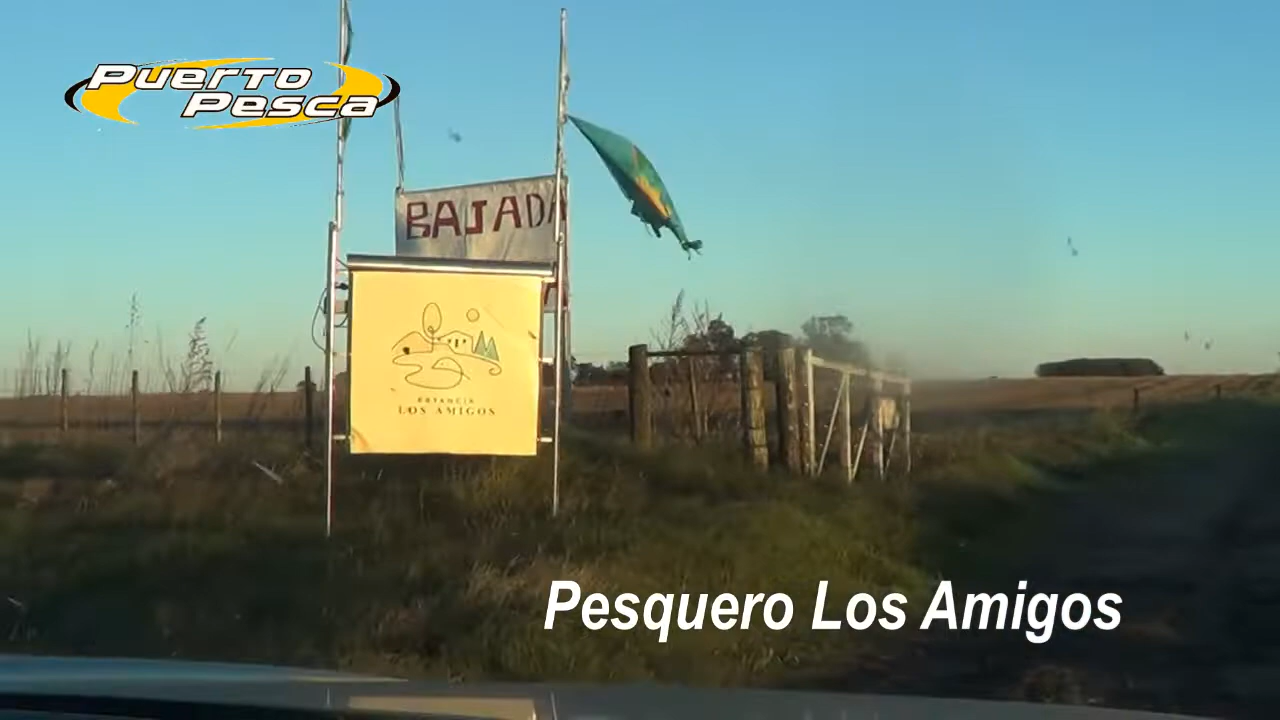 Puerto
Pesca
BAJADA
ESTANCIA
LOS AMIGOS
Pesquero Los Amigos